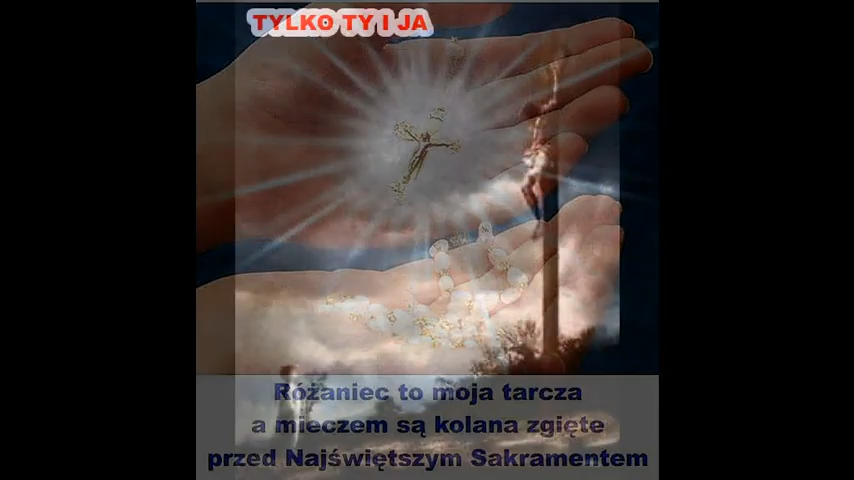 TYLKO TY I JA
Różaniec to moja tarcza
a mieczem są kolana zgięte
przed Najświętszym Sakramentem